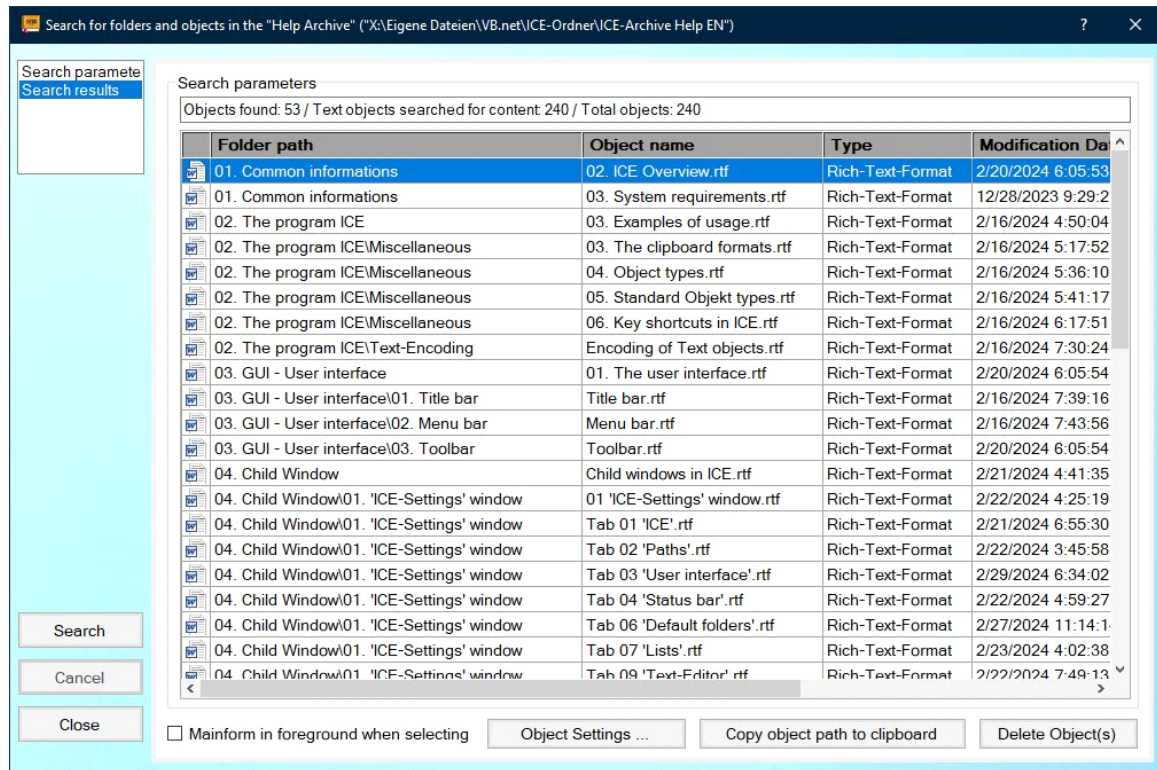 Search for folders and objects in the "Help Archive" ("X:\Eigene Dateien\VB.net\ICE-Ordner\ICE-Archive Help EN") ? ×
Search paramete
Search results
Search parameters
Objects found: 53 / Text objects searched for content: 240 / Total objects: 240
Folder path Object name Type Modification Da
01. Common informations 02. ICE Overview.rtf Rich-Text-Format 2/20/2024 6:05:53
01. Common informations 03. System requirements.rtf Rich-Text-Format 12/28/2023 9:29:2
02. The program ICE 03. Examples of usage.rtf Rich-Text-Format 2/16/2024 4:50:04
02. The program ICE\Miscellaneous 03. The clipboard formats.rtf Rich-Text-Format 2/16/2024 5:17:52
02. The program ICE\Miscellaneous 04. Object types.rtf Rich-Text-Format 2/16/2024 5:36:10
02. The program ICE\Miscellaneous 05. Standard Objekt types.rtf Rich-Text-Format 2/16/2024 5:41:17
02. The program ICE\Miscellaneous 06. Key shortcuts in ICE.rtf Rich-Text-Format 2/16/2024 6:17:51
02. The program ICE\Text-Encoding Encoding of Text objects.rtf Rich-Text-Format 2/16/2024 7:30:24
03. GUI - User interface 01. The user interface.rtf Rich-Text-Format 2/20/2024 6:05:54
03. GUI - User interface\01. Title bar Title bar.rtf Rich-Text-Format 2/16/2024 7:39:16
03. GUI - User interface\02. Menu bar Menu bar.rtf Rich-Text-Format 2/16/2024 7:43:56
03. GUI - User interface\03. Toolbar Toolbar.rtf Rich-Text-Format 2/20/2024 6:05:54
04. Child Window Child windows in ICE.rtf Rich-Text-Format 2/21/2024 4:41:35
04. Child Window\01. 'ICE-Settings' window 01 'ICE-Settings' window.rtf Rich-Text-Format 2/22/2024 4:25:19
04. Child Window\01. 'ICE-Settings' window Tab 01 'ICE'.rtf Rich-Text-Format 2/21/2024 6:55:30
04. Child Window\01. 'ICE-Settings' window Tab 02 'Paths'.rtf Rich-Text-Format 2/22/2024 3:45:58
04. Child Window\01. 'ICE-Settings' window Tab 03 'User interface'.rtf Rich-Text-Format 2/29/2024 6:34:02
04. Child Window\01. 'ICE-Settings' window Tab 04 'Status bar'.rtf Rich-Text-Format 2/22/2024 4:59:27
04. Child Window\01. 'ICE-Settings' window Tab 06 'Default folders'.rtf Rich-Text-Format 2/27/2024 11:14:1
04. Child Window\01. 'ICE-Settings' window Tab 07 'Lists'.rtf Rich-Text-Format 2/23/2024 4:02:38
04. Child Window\01. 'ICE-Settings' window Tab 09 'Text-Editor'.rtf Rich-Text-Format 2/22/2024 7:49:13
Search
Cancel
Close
Mainform in foreground when selecting Object Settings ... Copy object path to clipboard Delete Object(s)